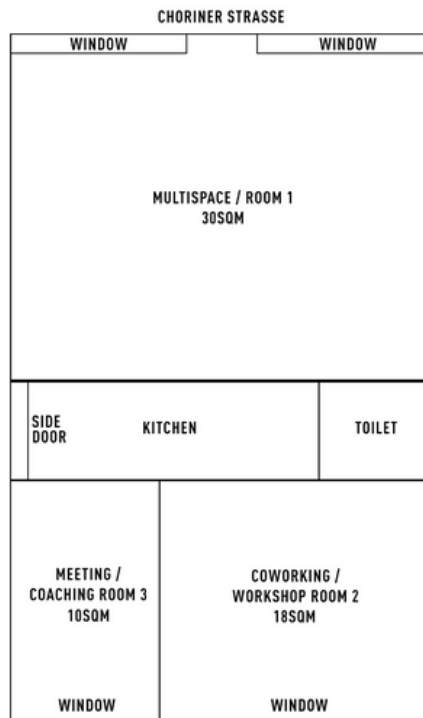 CHORINER STRASSE
WINDOW
WINDOW
MULTISPACE / ROOM 1
30SQM
SIDE
DOOR
KITCHEN
TOILET
MEETING /
COACHING ROOM 3
10SQM
COWORKING /
WORKSHOP ROOM 2
18SQM
WINDOW
WINDOW